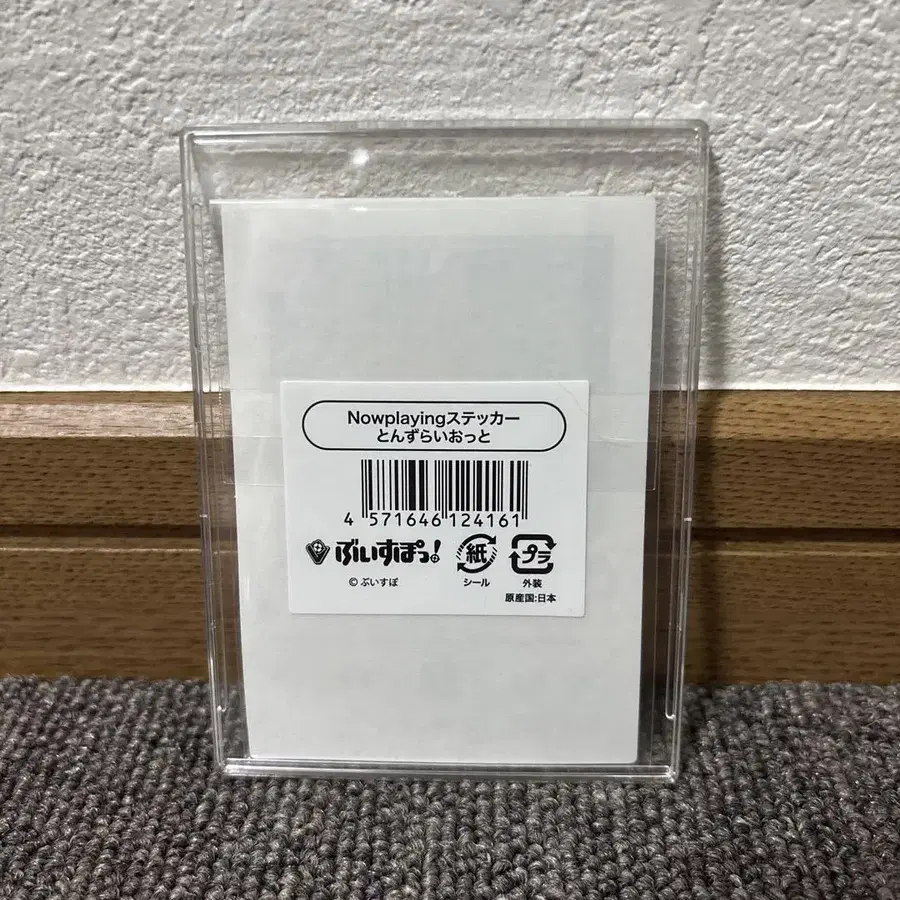 Nowplayingステッカー
とんずらいおっと
4 571646 124161
ぶいすぽっ!
© ぶいすぽ
紙
シール
プラ
外装
原産国:日本